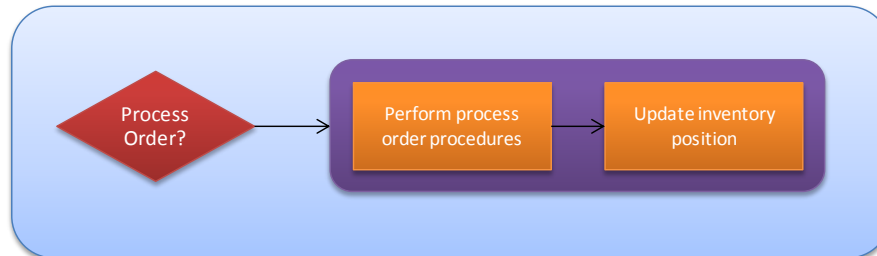 Process
Order?
Perform process
order procedures
Update inventory
position